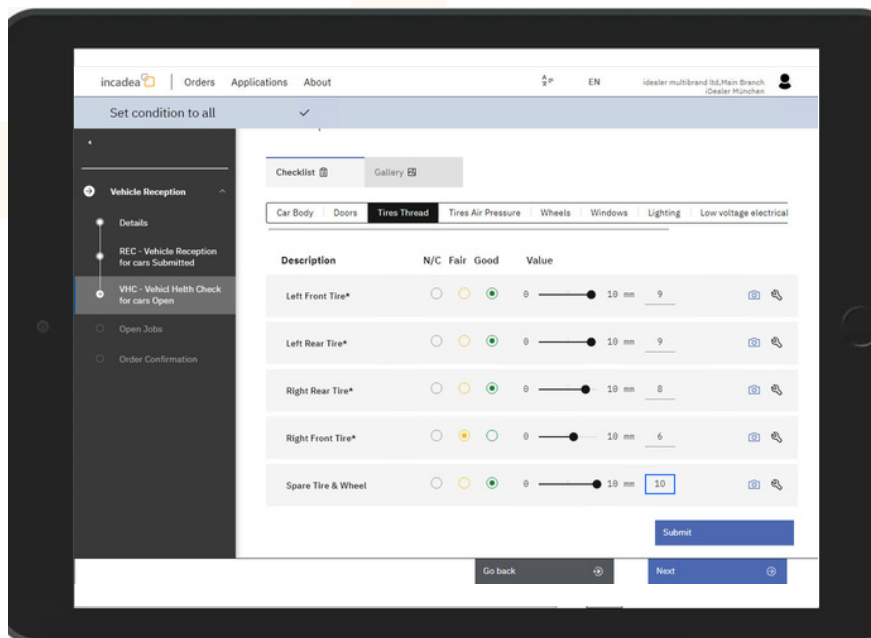 incadea Orders Applications About EN idealer multibrand ltd,Main Branch
iDealer München
Set condition to all
Checklist Gallery
Vehicle Reception
Details
REC - Vehicle Reception
for cars Submitted
VHC - Vehicl Helth Check
for cars Open
Open Jobs
Order Confirmation
Car Body Doors Tires Thread Tires Air Pressure Wheels Windows Lighting Low voltage electrical
Description N/C Fair Good Value
Left Front Tire* 0 10 mm 9
Left Rear Tire* 0 10 mm 9
Right Rear Tire* 0 10 mm 8
Right Front Tire* 0 10 mm 6
Spare Tire & Wheel 0 10 mm 10
Submit
Go back Next